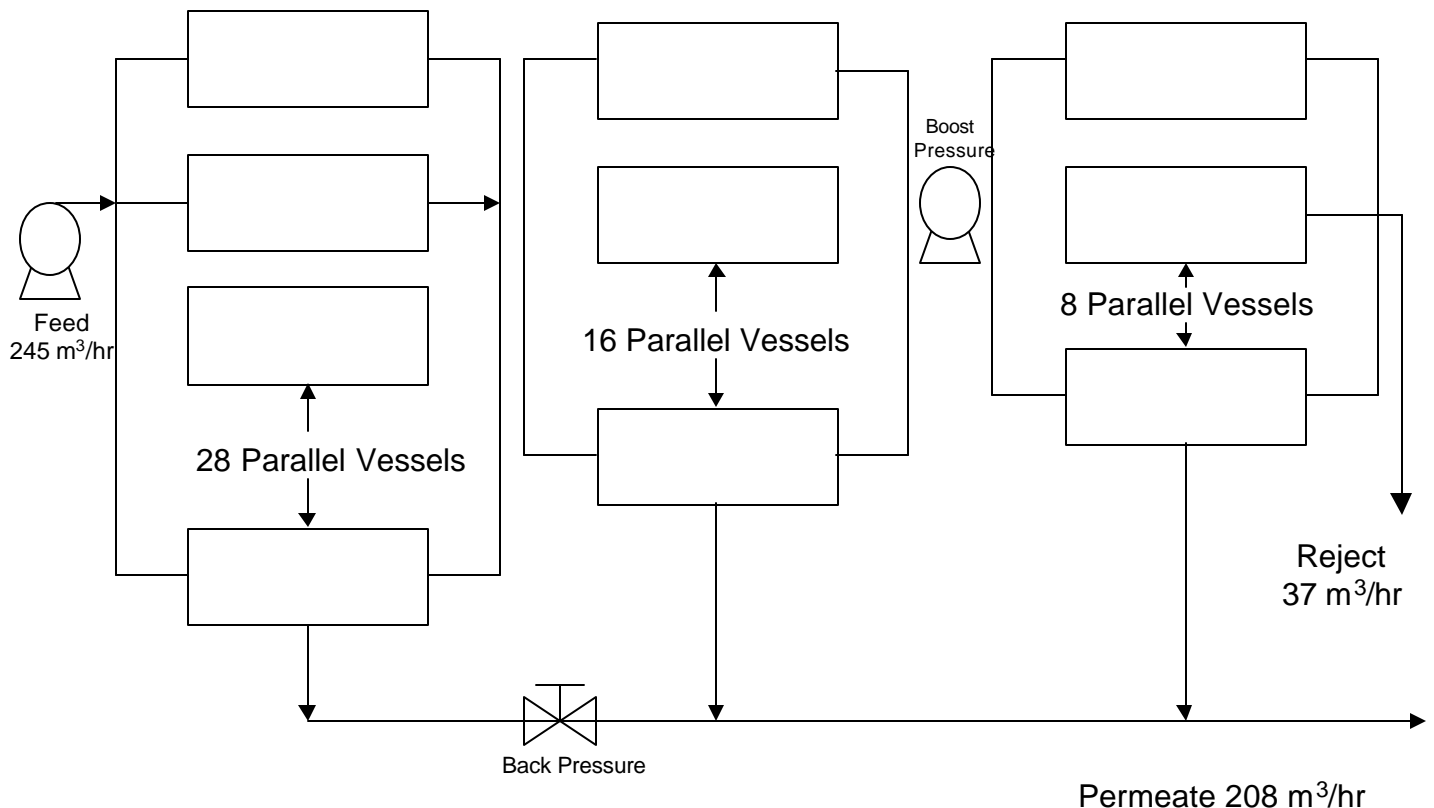 Boost
Pressure
Feed
245 m³/hr
28 Parallel Vessels
16 Parallel Vessels
8 Parallel Vessels
Reject
37 m³/hr
Back Pressure
Permeate 208 m³/hr